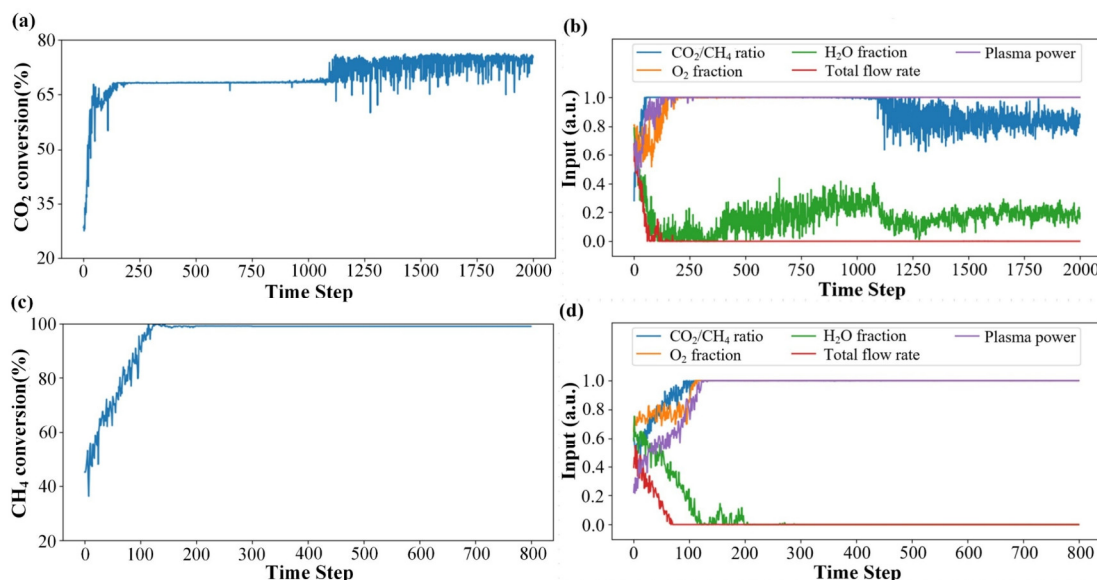 (a)
80
65
50
35
20
CO₂ conversion(%)
0 250 500 750 1000 1250 1500 1750 2000
Time Step
(b)
CO₂/CH₄ ratio H₂O fraction Plasma power
O₂ fraction Total flow rate
1.0
0.8
0.6
0.4
0.2
0.0
Input (a.u.)
0 250 500 750 1000 1250 1500 1750 2000
Time Step
(c)
100
80
60
40
20
CH₄ conversion(%)
0 100 200 300 400 500 600 700 800
Time Step
(d)
CO₂/CH₄ ratio H₂O fraction Plasma power
O₂ fraction Total flow rate
1.0
0.8
0.6
0.4
0.2
0.0
Input (a.u.)
0 100 200 300 400 500 600 700 800
Time Step